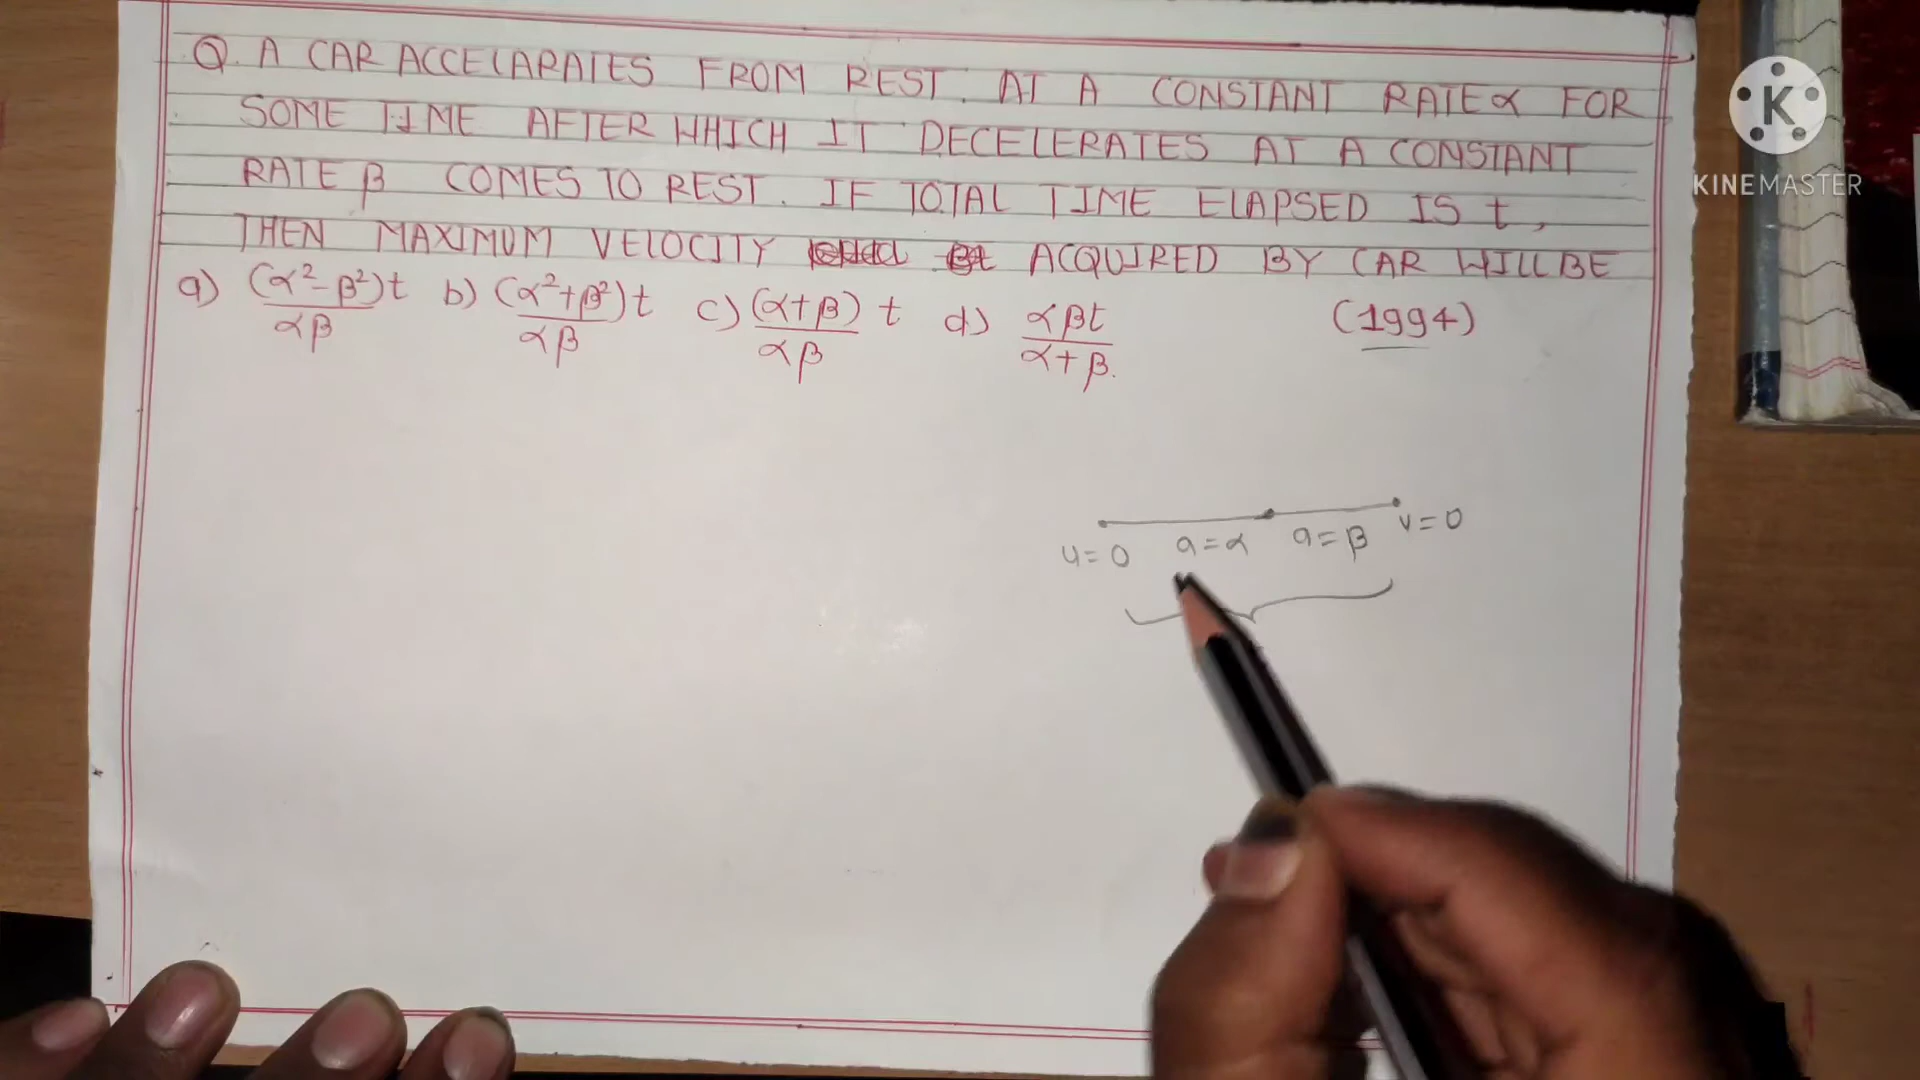 Q. A CAR ACCELARATES FROM REST. AT A CONSTANT RATE α FOR
SOME TIME AFTER WHICH IT DECELERATES AT A CONSTANT
RATE β COMES TO REST. IF TOTAL TIME ELAPSED IS t,
THEN MAXIMUM VELOCITY ACQUIRED BY CAR WILL BE
a) (α²-β²)t/αβ b) (α²+β²)t/αβ c) (α+β)t/αβ d) αβt/α+β. (1994)
u=0 a=α a=β v=0
K
KINEMASTER